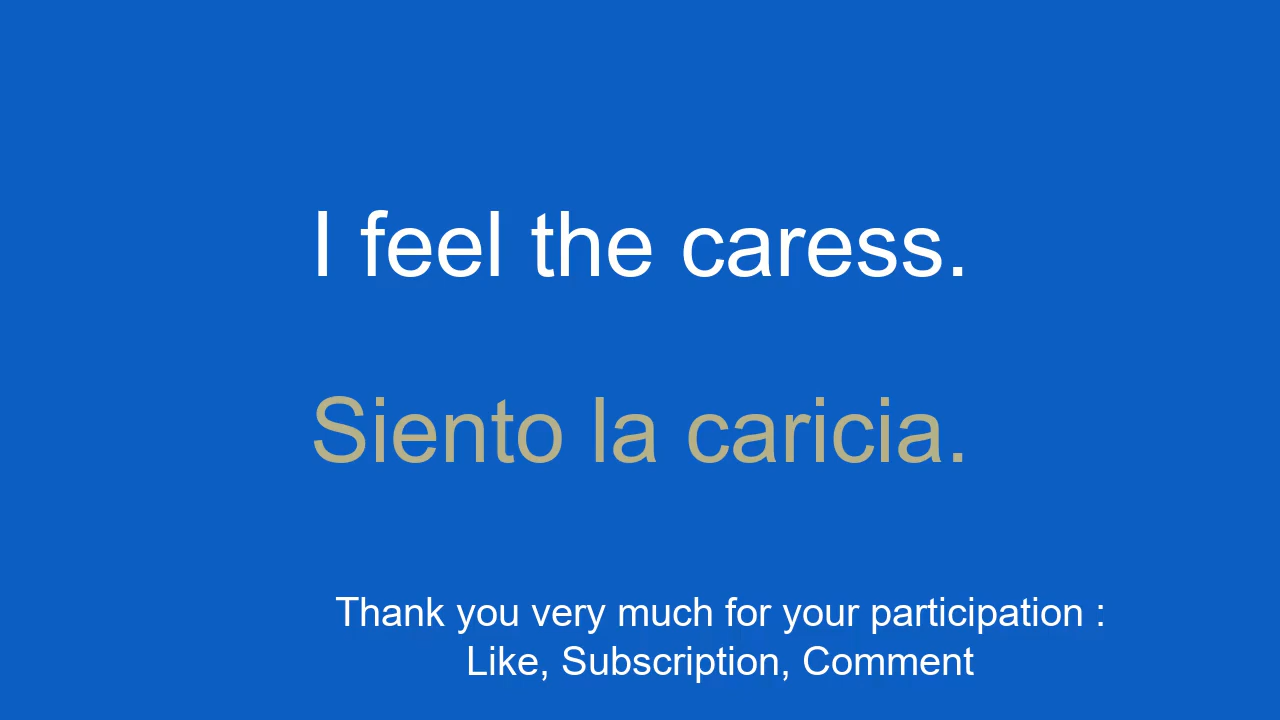 I feel the caress.
Siento la caricia.
Thank you very much for your participation :
Like, Subscription, Comment